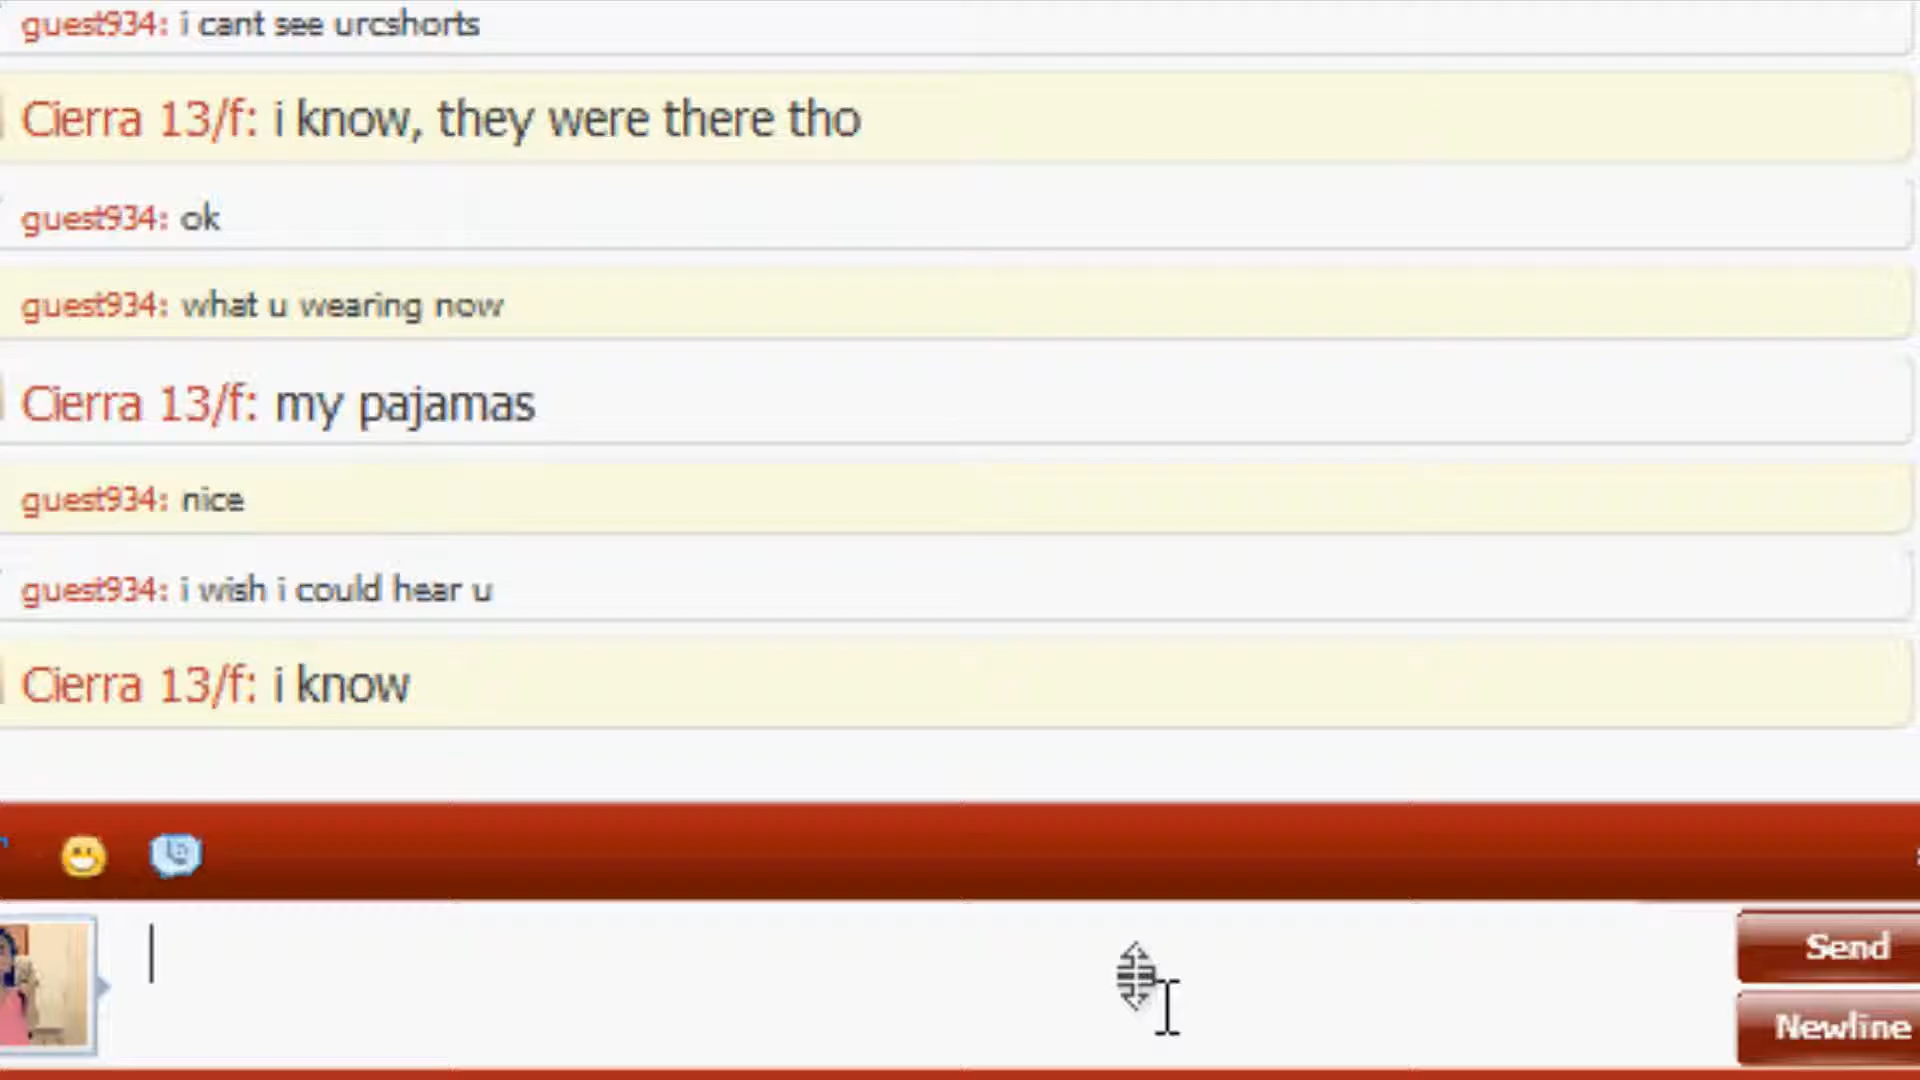 guest934: i cant see urcshorts
Cierra 13/f: i know, they were there tho
guest934: ok
guest934: what u wearing now
Cierra 13/f: my pajamas
guest934: nice
guest934: i wish i could hear u
Cierra 13/f: i know
Send
Newline